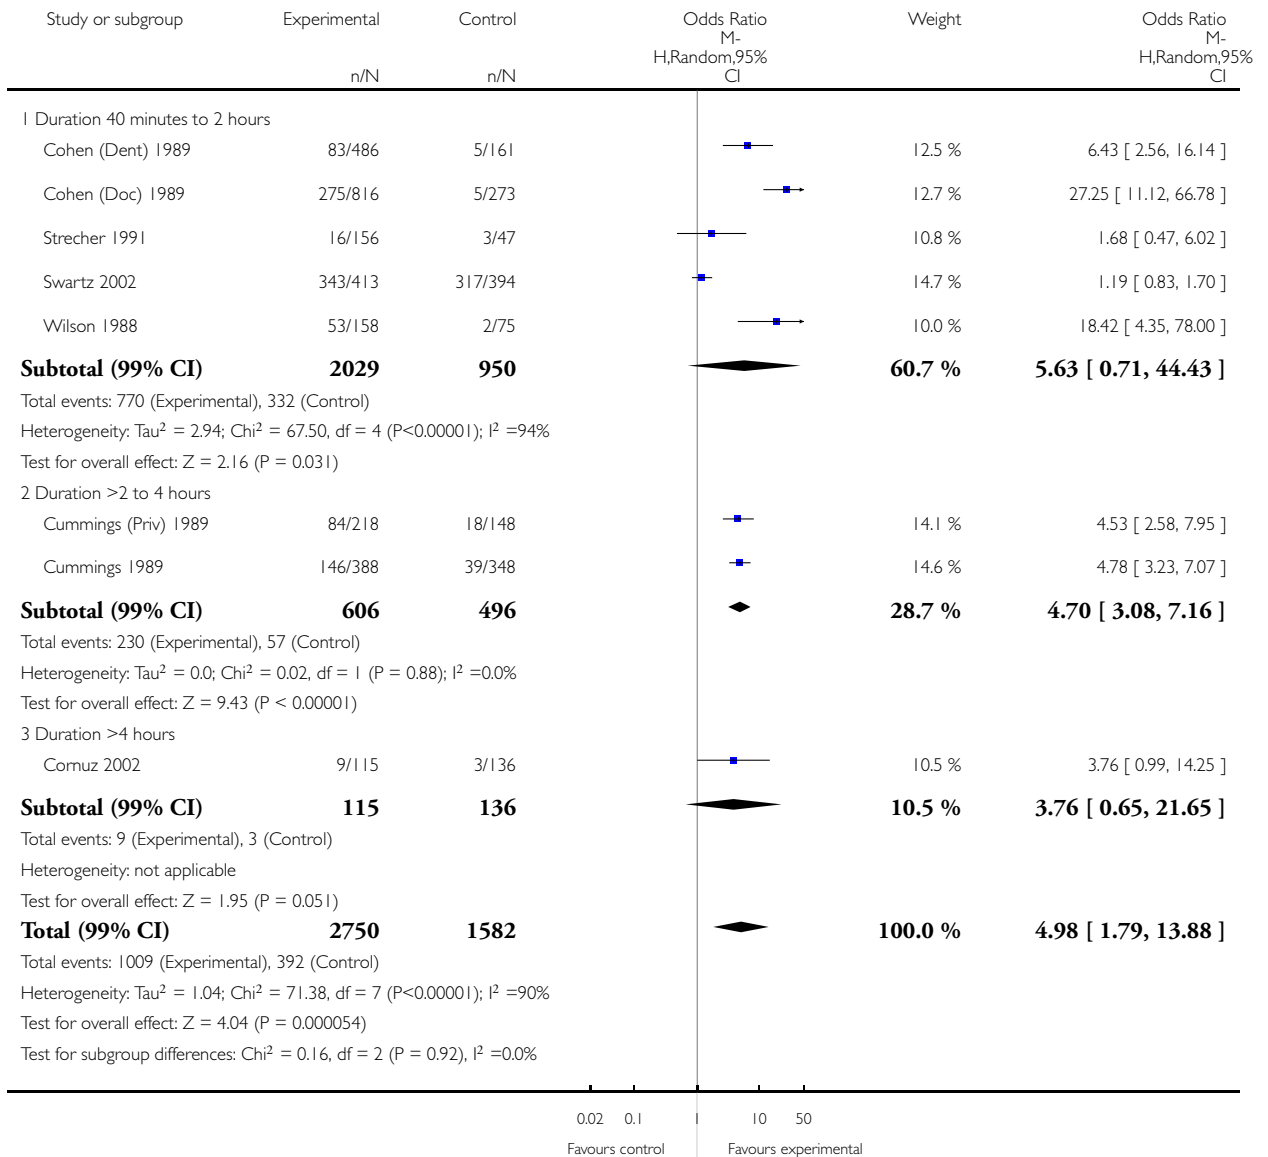 Study or subgroup Experimental Control Odds Ratio Weight Odds Ratio
M- M-
H,Random,95% H,Random,95%
n/N n/N CI CI
1 Duration 40 minutes to 2 hours
Cohen (Dent) 1989 83/486 5/161 12.5 % 6.43 [ 2.56, 16.14 ]
Cohen (Doc) 1989 275/816 5/273 12.7 % 27.25 [ 11.12, 66.78 ]
Strecher 1991 16/156 3/47 10.8 % 1.68 [ 0.47, 6.02 ]
Swartz 2002 343/413 317/394 14.7 % 1.19 [ 0.83, 1.70 ]
Wilson 1988 53/158 2/75 10.0 % 18.42 [ 4.35, 78.00 ]
Subtotal (99% CI) 2029 950 60.7 % 5.63 [ 0.71, 44.43 ]
Total events: 770 (Experimental), 332 (Control)
Heterogeneity: Tau² = 2.94; Chi² = 67.50, df = 4 (P<0.00001); I² =94%
Test for overall effect: Z = 2.16 (P = 0.031)
2 Duration >2 to 4 hours
Cummings (Priv) 1989 84/218 18/148 14.1 % 4.53 [ 2.58, 7.95 ]
Cummings 1989 146/388 39/348 14.6 % 4.78 [ 3.23, 7.07 ]
Subtotal (99% CI) 606 496 28.7 % 4.70 [ 3.08, 7.16 ]
Total events: 230 (Experimental), 57 (Control)
Heterogeneity: Tau² = 0.0; Chi² = 0.02, df = 1 (P = 0.88); I² =0.0%
Test for overall effect: Z = 9.43 (P < 0.00001)
3 Duration >4 hours
Cornuz 2002 9/115 3/136 10.5 % 3.76 [ 0.99, 14.25 ]
Subtotal (99% CI) 115 136 10.5 % 3.76 [ 0.65, 21.65 ]
Total events: 9 (Experimental), 3 (Control)
Heterogeneity: not applicable
Test for overall effect: Z = 1.95 (P = 0.051)
Total (99% CI) 2750 1582 100.0 % 4.98 [ 1.79, 13.88 ]
Total events: 1009 (Experimental), 392 (Control)
Heterogeneity: Tau² = 1.04; Chi² = 71.38, df = 7 (P<0.00001); I² =90%
Test for overall effect: Z = 4.04 (P = 0.000054)
Test for subgroup differences: Chi² = 0.16, df = 2 (P = 0.92), I² =0.0%
0.02 0.1 1 10 50
Favours control Favours experimental